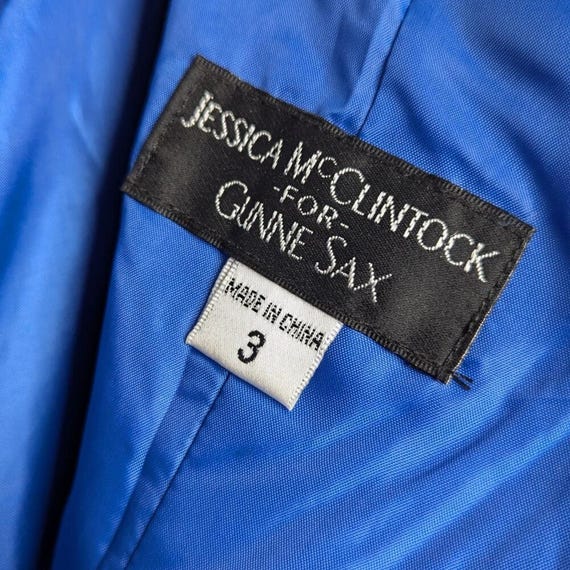 JESSICA MCCLINTOCK
-FOR-
GUNNE SAX
MADE IN CHINA
3